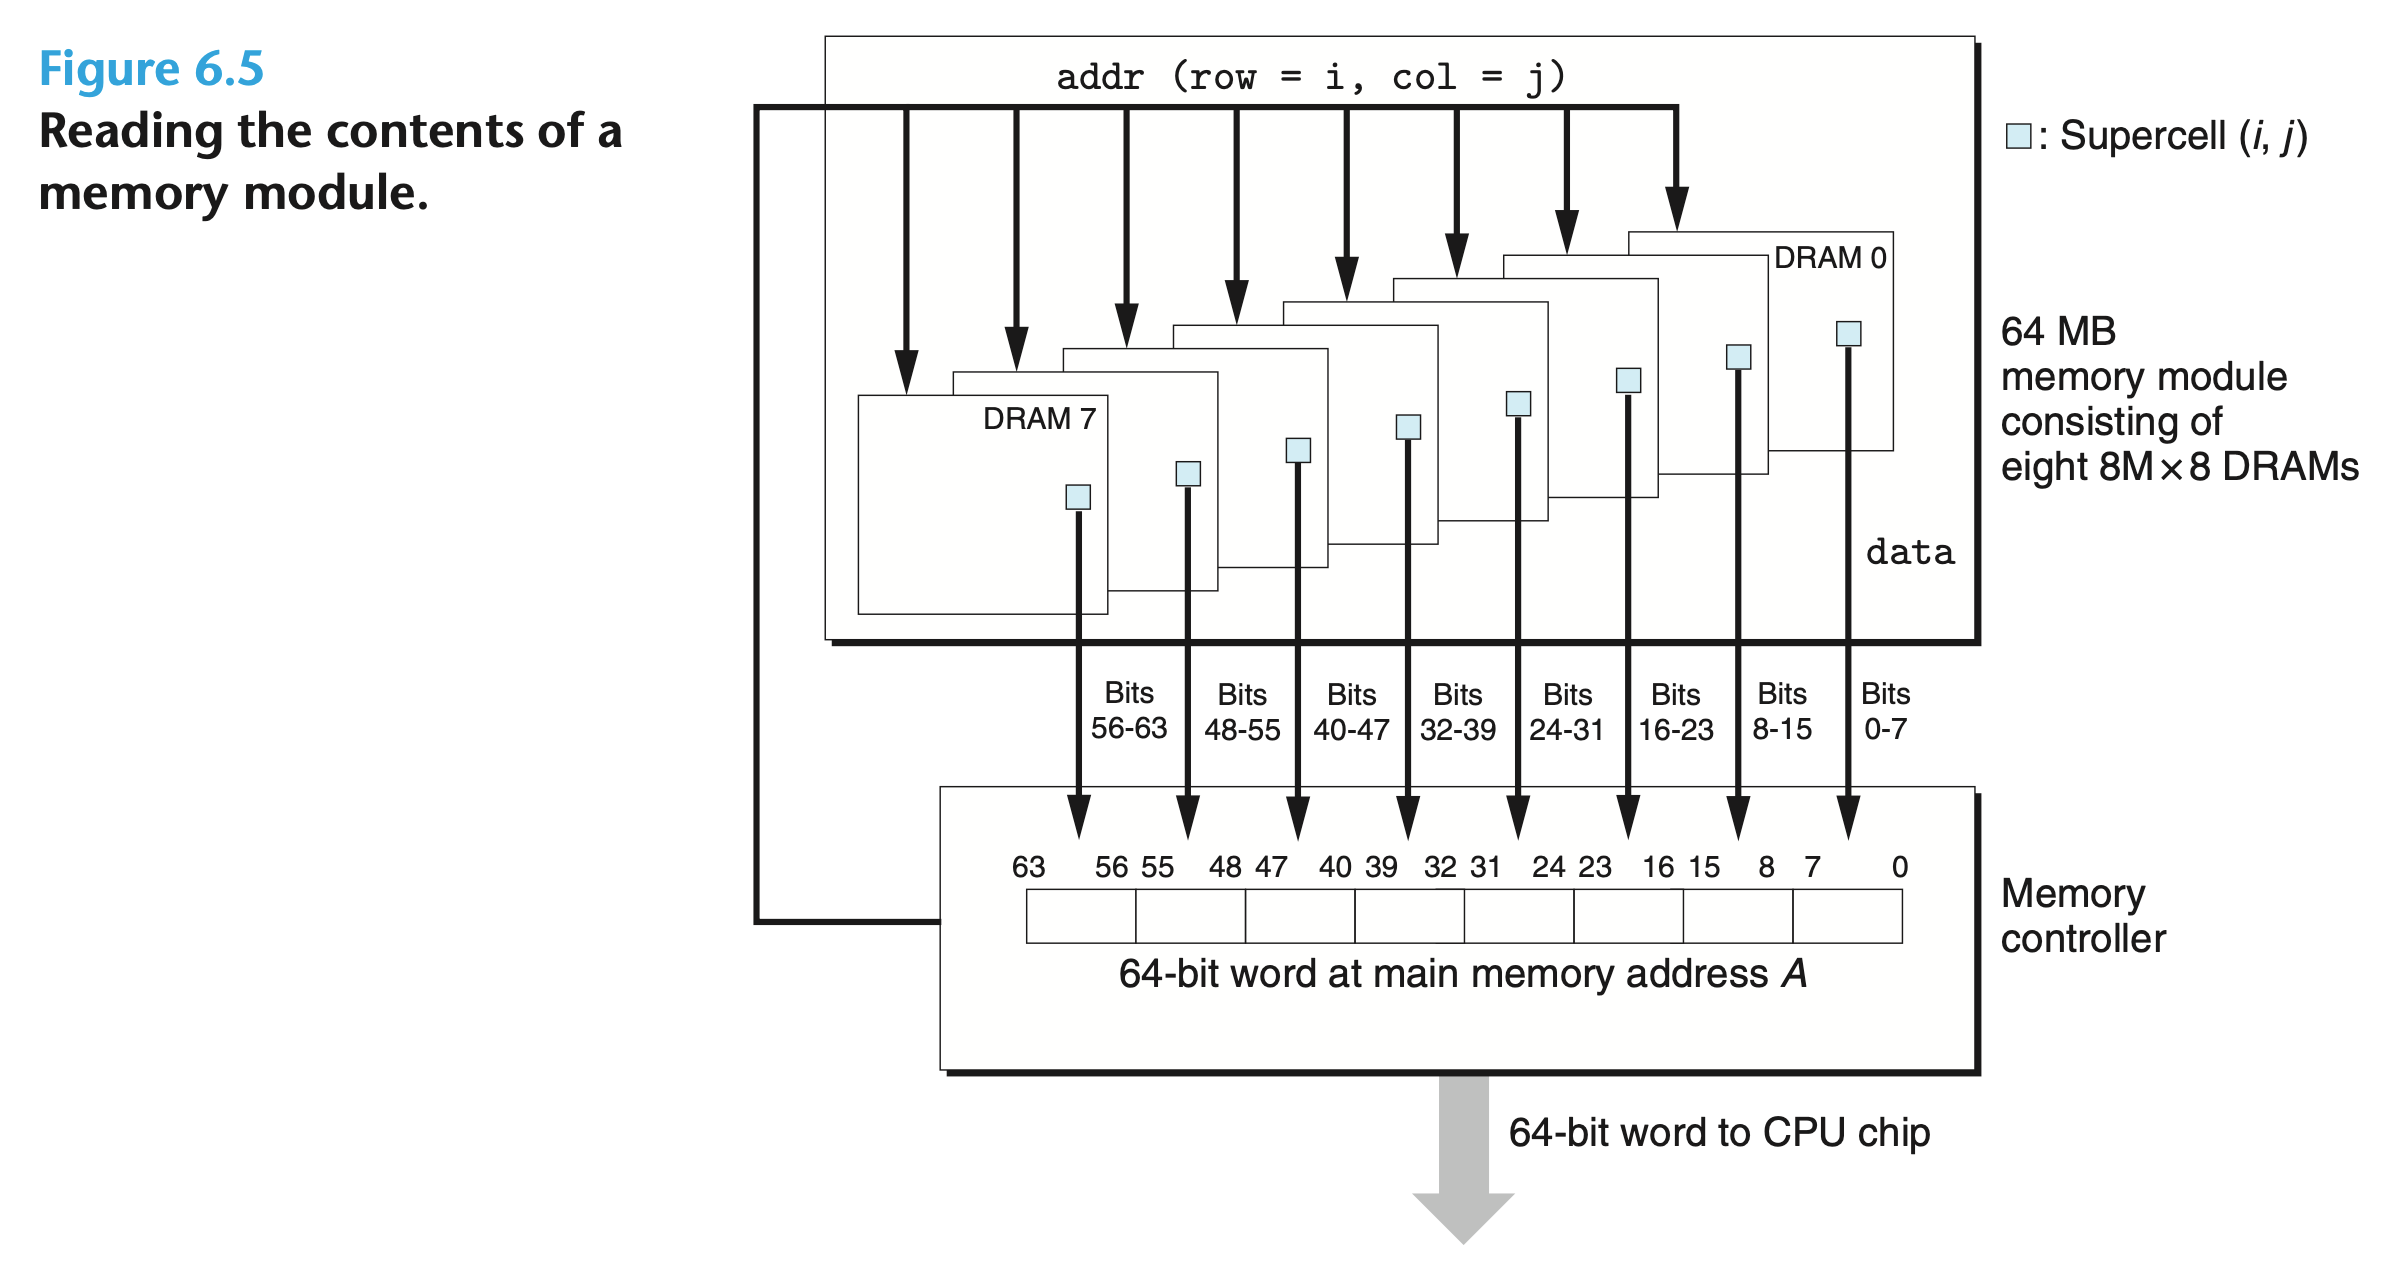 Figure 6.5
Reading the contents of a
memory module.
addr (row = i, col = j)
: Supercell (i, j)
DRAM 0
DRAM 7
64 MB
memory module
consisting of
eight 8M×8 DRAMs
data
Bits
56-63
Bits
48-55
Bits
40-47
Bits
32-39
Bits
24-31
Bits
16-23
Bits
8-15
Bits
0-7
63 56 55 48 47 40 39 32 31 24 23 16 15 8 7 0
64-bit word at main memory address A
Memory
controller
64-bit word to CPU chip